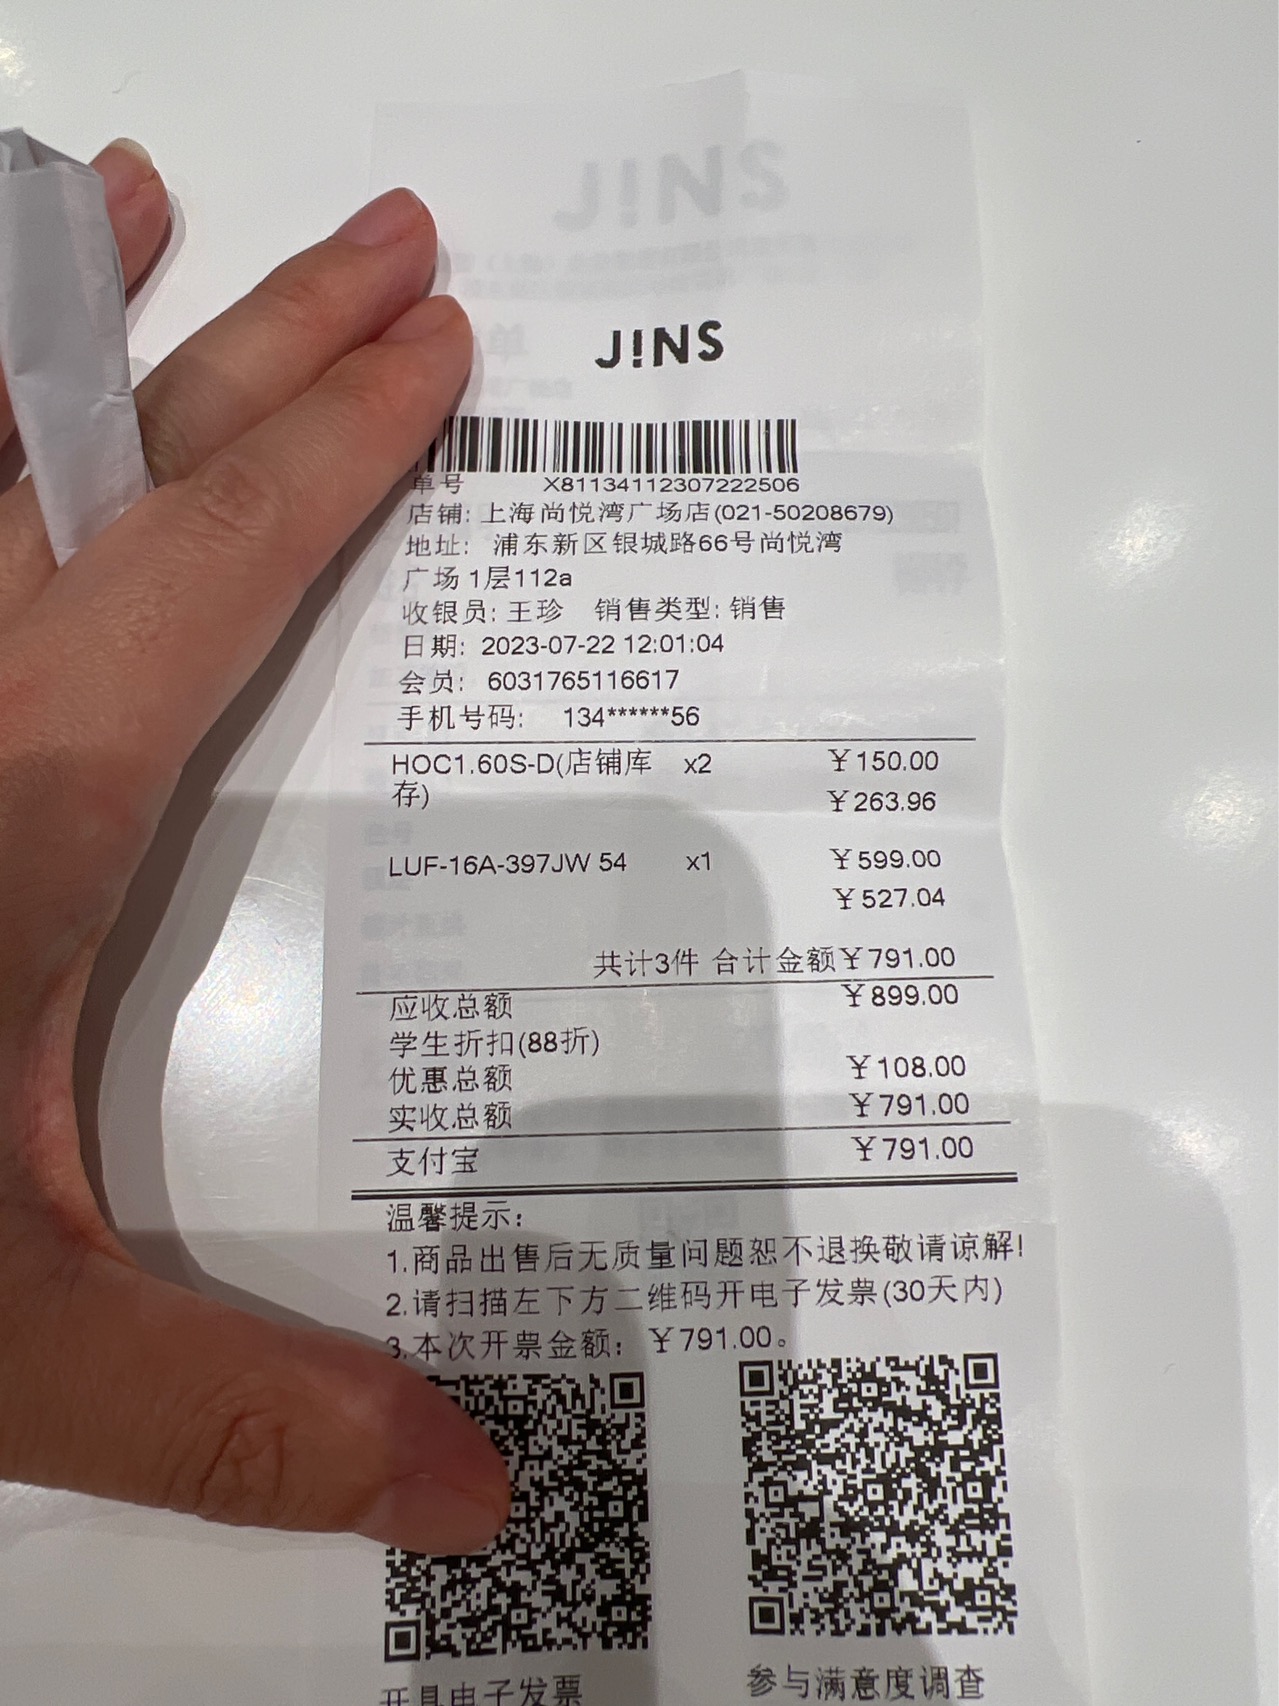 J!NS
J!NS
单号 X81134112307222506
店铺: 上海尚悦湾广场店(021-50208679)
地址: 浦东新区银城路66号尚悦湾
广场1层112a
收银员: 王珍 销售类型: 销售
日期: 2023-07-22 12:01:04
会员: 6031765116617
手机号码: 134******56
HOC1.60S-D(店铺库 x2 ¥150.00
存) ¥263.96
LUF-16A-397JW 54 x1 ¥599.00
¥527.04
共计3件 合计金额¥791.00
应收总额 ¥899.00
学生折扣(88折)
优惠总额 ¥108.00
实收总额 ¥791.00
支付宝 ¥791.00
温馨提示:
1.商品出售后无质量问题恕不退换敬请谅解!
2.请扫描左下方二维码开电子发票(30天内)
3.本次开票金额: ¥791.00。
开具电子发票 参与满意度调查